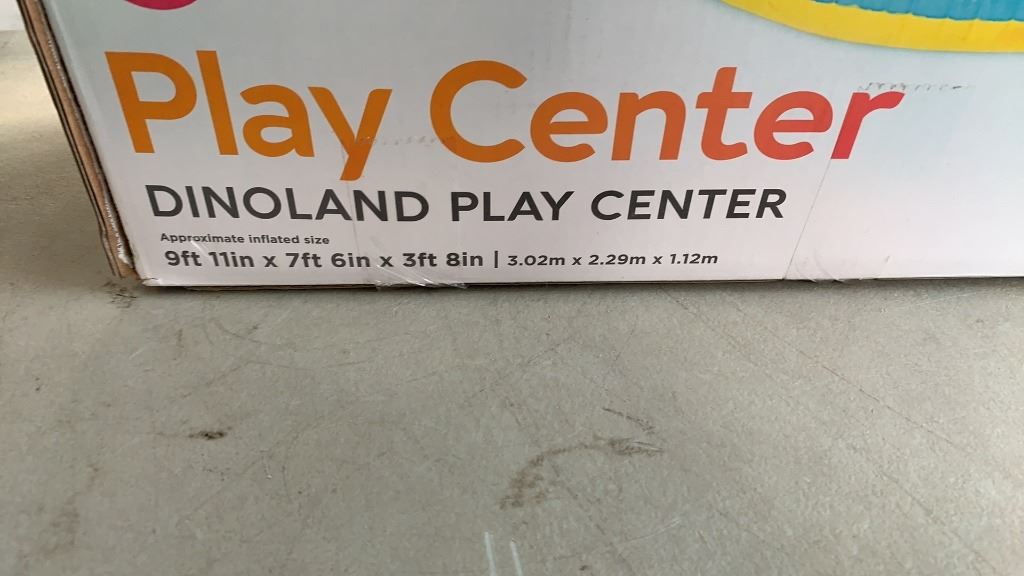 Play Center
DINOLAND PLAY CENTER
Approximate inflated size
9ft 11in x 7ft 6in x 3ft 8in | 3.02m x 2.29m x 1.12m